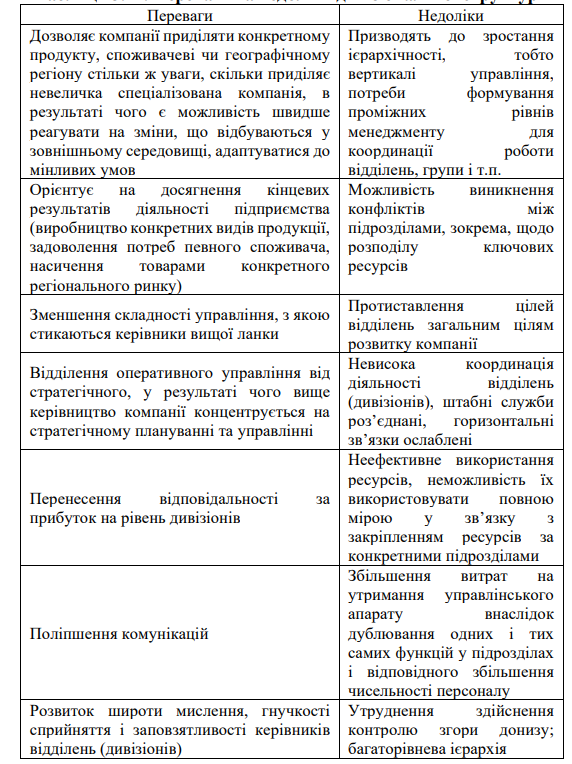 Переваги
Недоліки
Дозволяє компанії приділяти конкретному
продукту, споживачеві чи географічному
регіону стільки ж уваги, скільки приділяє
невеличка спеціалізована компанія, в
результаті чого є можливість швидше
реагувати на зміни, що відбуваються у
зовнішньому середовищі, адаптуватися до
мінливих умов
Призводять до зростання
ієрархічності, тобто
вертикалі управління,
потреби формування
проміжних рівнів
менеджменту для
координації роботи
відділень, групи і т.п.
Орієнтує на досягнення кінцевих
результатів діяльності підприємства
(виробництво конкретних видів продукції,
задоволення потреб певного споживача,
насичення товарами конкретного
регіонального ринку)
Можливість виникнення
конфліктів між
підрозділами, зокрема, щодо
розподілу ключових
ресурсів
Зменшення складності управління, з якою
стикаються керівники вищої ланки
Протиставлення цілей
відділень загальним цілям
розвитку компанії
Відділення оперативного управління від
стратегічного, у результаті чого вище
керівництво компанії концентрується на
стратегічному плануванні та управлінні
Невисока координація
діяльності відділень
(дивізіонів), штабні служби
роз’єднані, горизонтальні
зв’язки ослаблені
Перенесення відповідальності за
прибуток на рівень дивізіонів
Неефективне використання
ресурсів, неможливість їх
використовувати повною
мірою у зв’язку з
закріпленням ресурсів за
конкретними підрозділами
Поліпшення комунікацій
Збільшення витрат на
утримання управлінського
апарату внаслідок
дублювання одних і тих
самих функцій у підрозділах
і відповідного збільшення
чисельності персоналу
Розвиток широти мислення, гнучкості
сприйняття і заповзятливості керівників
відділень (дивізіонів)
Утруднення здійснення
контролю згори донизу;
багаторівнева ієрархія